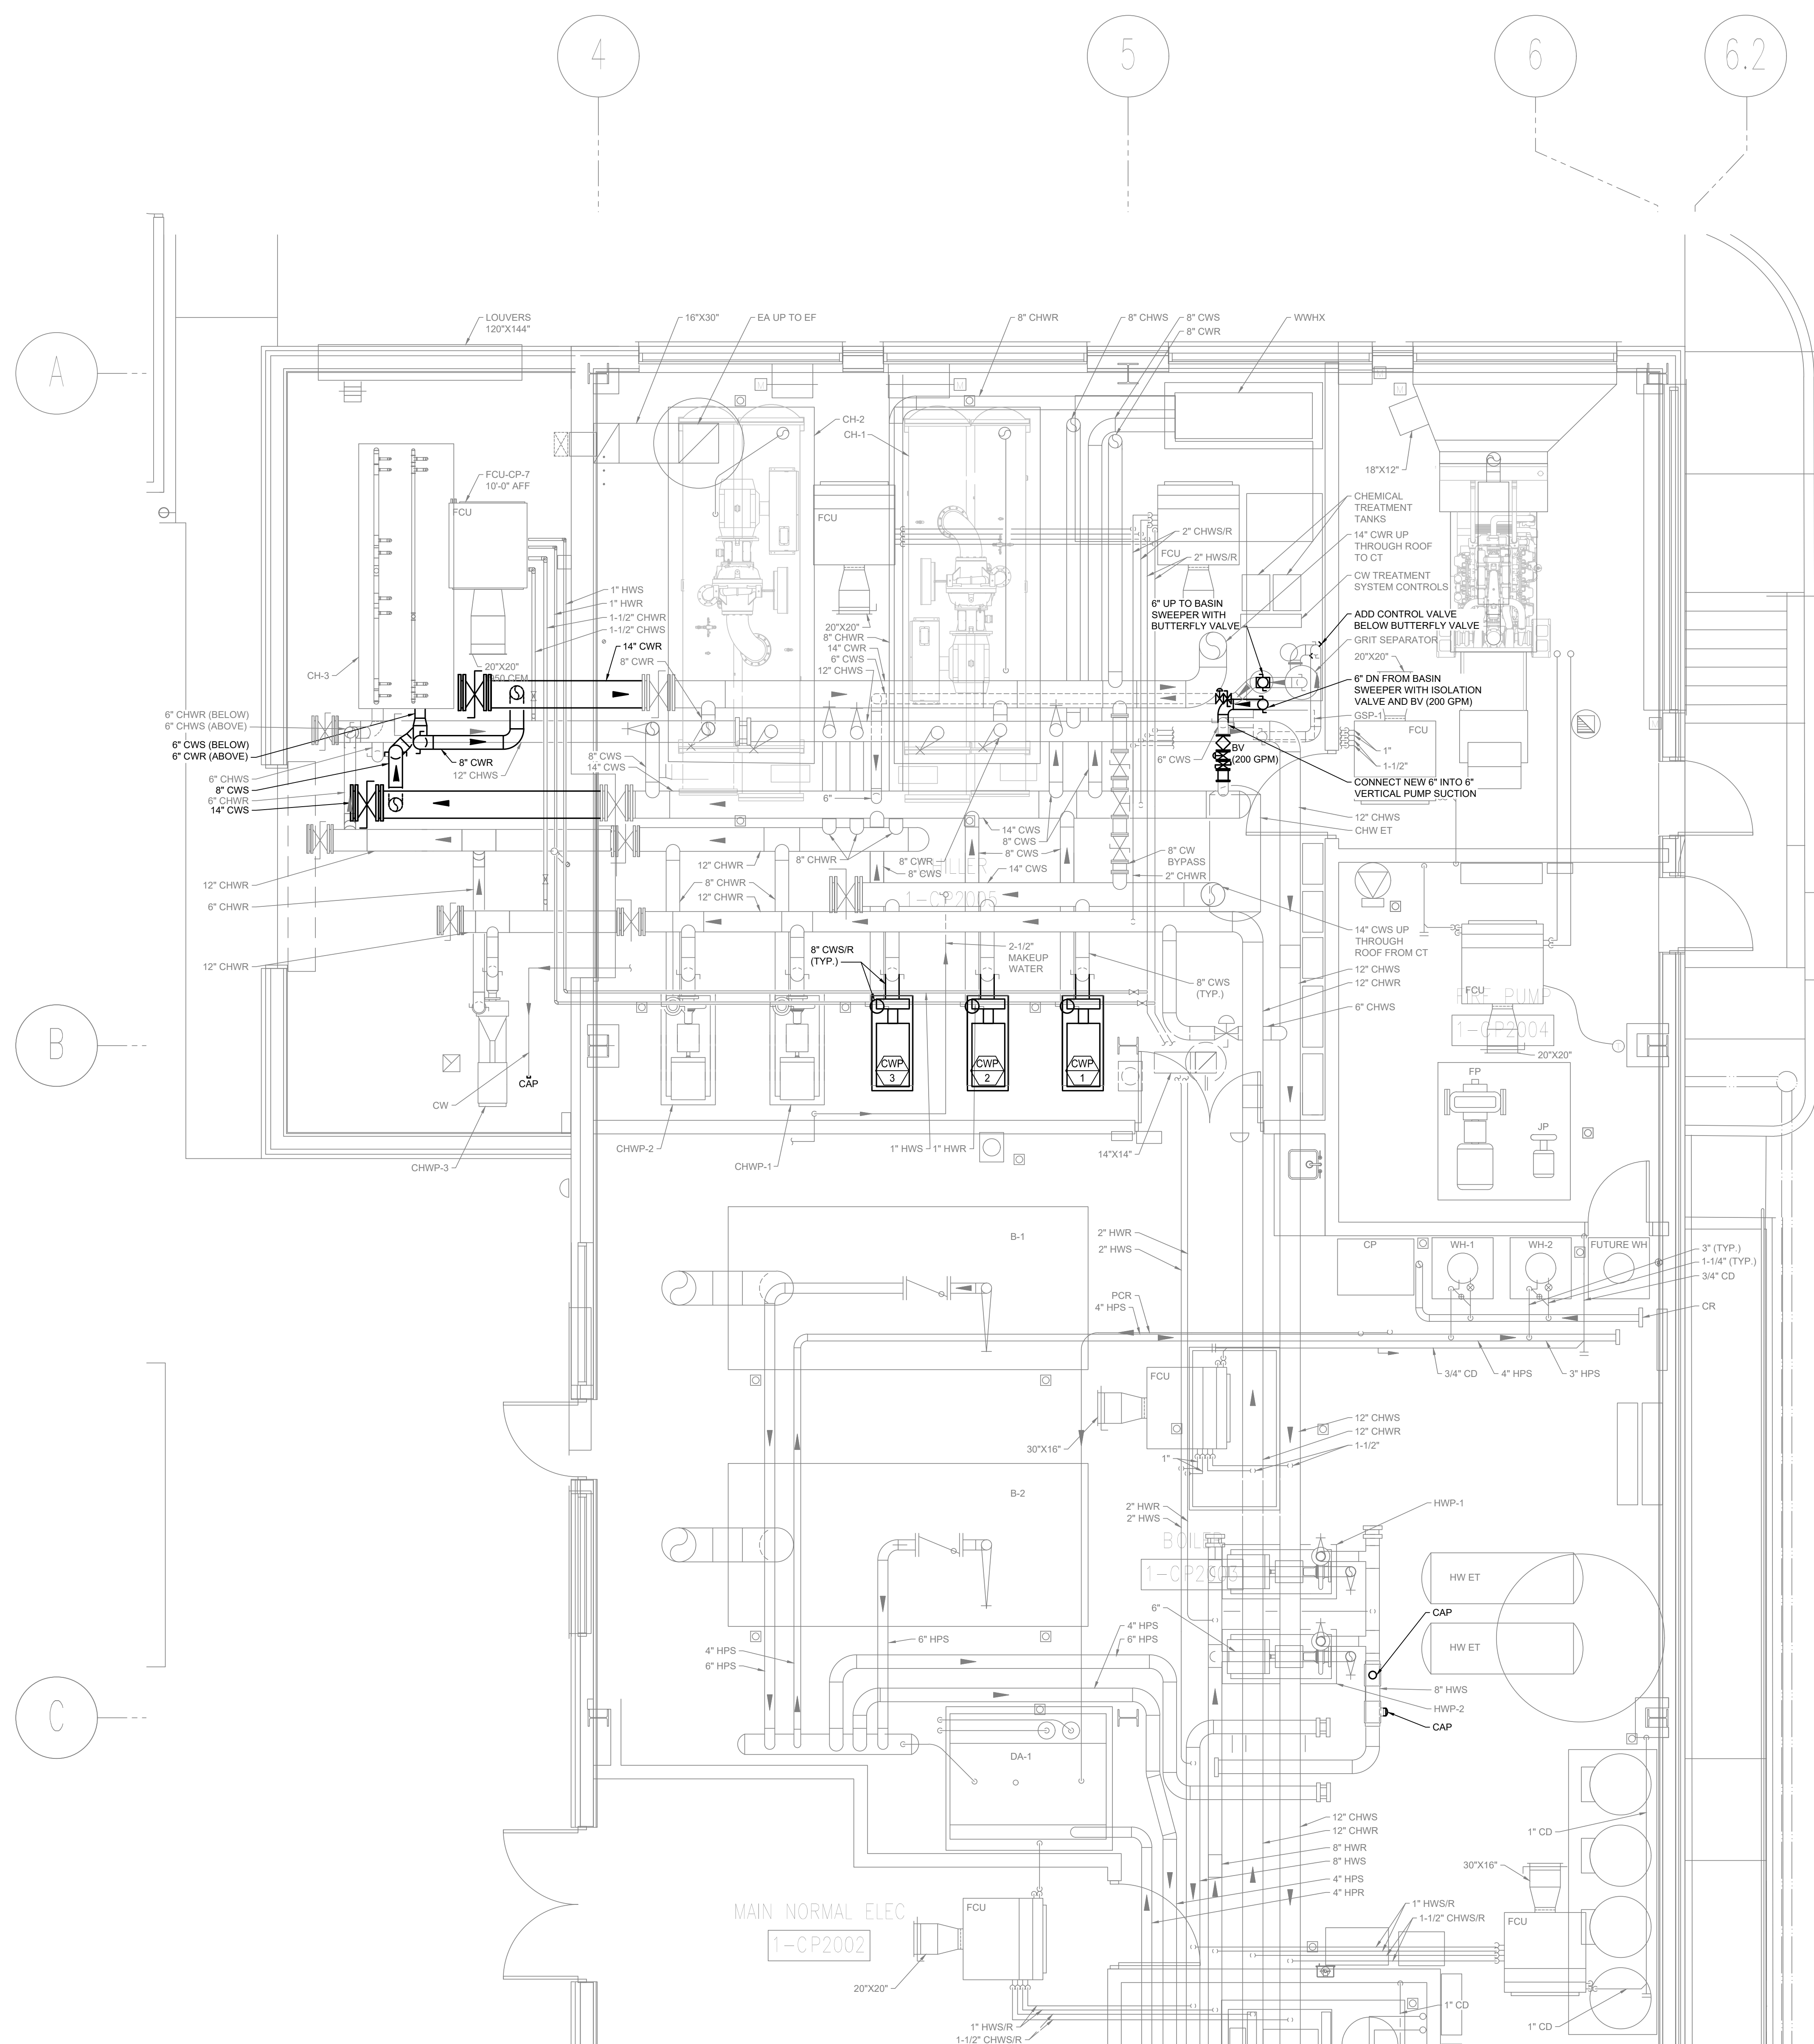 4
5
6
6.2
A
B
C
LOUVERS
120"X144"
16"X30"
EA UP TO EF
8" CHWR
8" CHWS
8" CWS
8" CWR
WWHX
M
M
M
M
CH-2
CH-1
18"X12"
FCU-CP-7
10'-0" AFF
FCU
FCU
FCU
CHEMICAL
TREATMENT
TANKS
14" CWR UP
THROUGH ROOF
TO CT
CW TREATMENT
SYSTEM CONTROLS
2" CHWS/R
2" HWS/R
1" HWS
1" HWR
1-1/2" CHWR
1-1/2" CHWS
14" CWR
8" CWR
20"X20"
8" CHWR
14" CWR
6" CWS
12" CHWS
6" UP TO BASIN
SWEEPER WITH
BUTTERFLY VALVE
ADD CONTROL VALVE
BELOW BUTTERFLY VALVE
GRIT SEPARATOR
20"X20"
6" DN FROM BASIN
SWEEPER WITH ISOLATION
VALVE AND BV (200 GPM)
GSP-1
FCU
CH-3
20"X20"
6" CHWR (BELOW)
6" CHWS (ABOVE)
6" CWS (BELOW)
6" CWR (ABOVE)
6" CHWS
8" CWS
6" CHWR
14" CWS
8" CWR
12" CHWS
8" CWS
14" CWS
6"
6" CWS
BV
(200 GPM)
1"
1-1/2"
CONNECT NEW 6" INTO 6"
VERTICAL PUMP SUCTION
12" CHWS
CHW ET
14" CWS
8" CWS
8" CWS
14" CWS
8" CW
BYPASS
2" CHWR
8" CHWR
8" CWR
8" CWS
12" CHWR
8" CHWR
12" CHWR
12" CHWR
6" CHWR
12" CHWR
1-CP2005
14" CWS UP
THROUGH
ROOF FROM CT
12" CHWS
12" CHWR
6" CHWS
8" CWS/R
(TYP.)
2-1/2"
MAKEUP
WATER
8" CWS
(TYP.)
FCU
FIRE PUMP
1-CP2004
20"X20"
CWP
3
CWP
2
CWP
1
CAP
CW
FP
JP
CHWP-3
CHWP-2
CHWP-1
1" HWS
1" HWR
14"X14"
B-1
2" HWR
2" HWS
CP
WH-1
WH-2
FUTURE WH
3" (TYP.)
1-1/4" (TYP.)
3/4" CD
CR
PCR
4" HPS
FCU
3/4" CD
4" HPS
3" HPS
30"X16"
1"
12" CHWS
12" CHWR
1-1/2"
B-2
2" HWR
2" HWS
HWP-1
1-CP2003
HW ET
6"
CAP
HW ET
4" HPS
6" HPS
6" HPS
4" HPS
6" HPS
8" HWS
HWP-2
CAP
DA-1
12" CHWS
12" CHWR
8" HWR
8" HWS
4" HPS
4" HPR
1" CD
30"X16"
MAIN NORMAL ELEC
1-CP2002
FCU
1" HWS/R
1-1/2" CHWS/R
FCU
20"X20"
1" HWS/R
1-1/2" CHWS/R
1" CD
1" CD